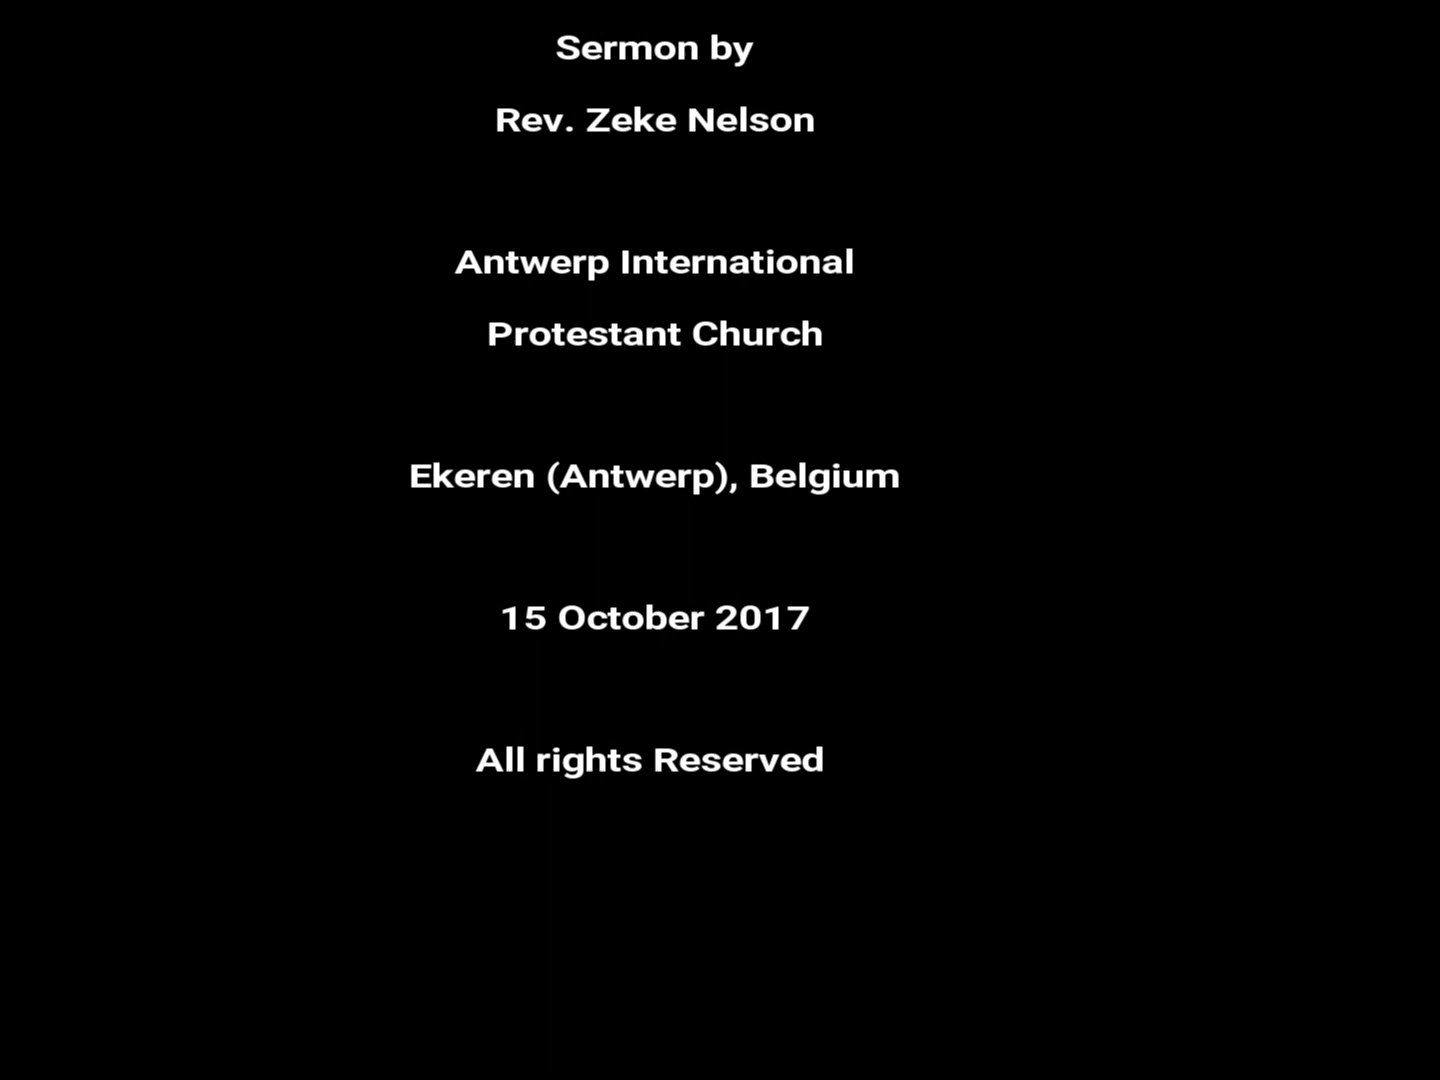 Sermon by
Rev. Zeke Nelson
Antwerp International
Protestant Church
Ekeren (Antwerp), Belgium
15 October 2017
All rights Reserved